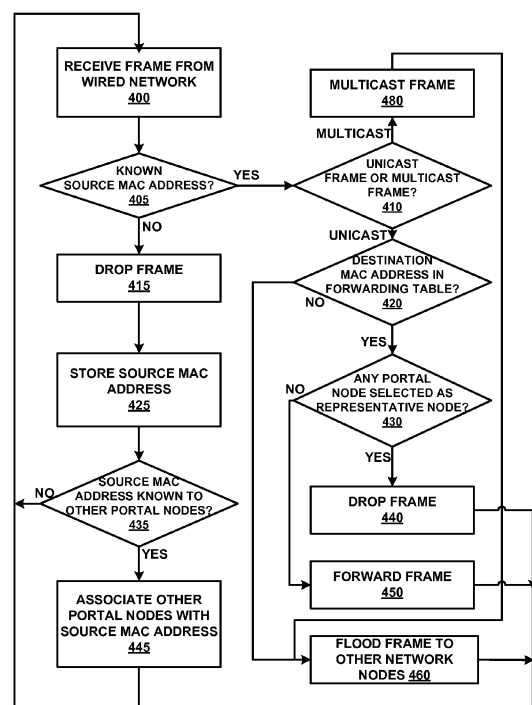 RECEIVE FRAME FROM
WIRED NETWORK
400
KNOWN
SOURCE MAC ADDRESS?
405
YES
NO
DROP FRAME
415
STORE SOURCE MAC
ADDRESS
425
SOURCE MAC
ADDRESS KNOWN TO
OTHER PORTAL NODES?
435
NO
YES
ASSOCIATE OTHER
PORTAL NODES WITH
SOURCE MAC ADDRESS
445
MULTICAST FRAME
480
MULTICAST
UNICAST
FRAME OR MULTICAST
FRAME?
410
UNICAST
DESTINATION
MAC ADDRESS IN
FORWARDING TABLE?
420
NO
YES
ANY PORTAL
NODE SELECTED AS
REPRESENTATIVE NODE?
430
NO
YES
DROP FRAME
440
FORWARD FRAME
450
FLOOD FRAME TO
OTHER NETWORK
NODES 460